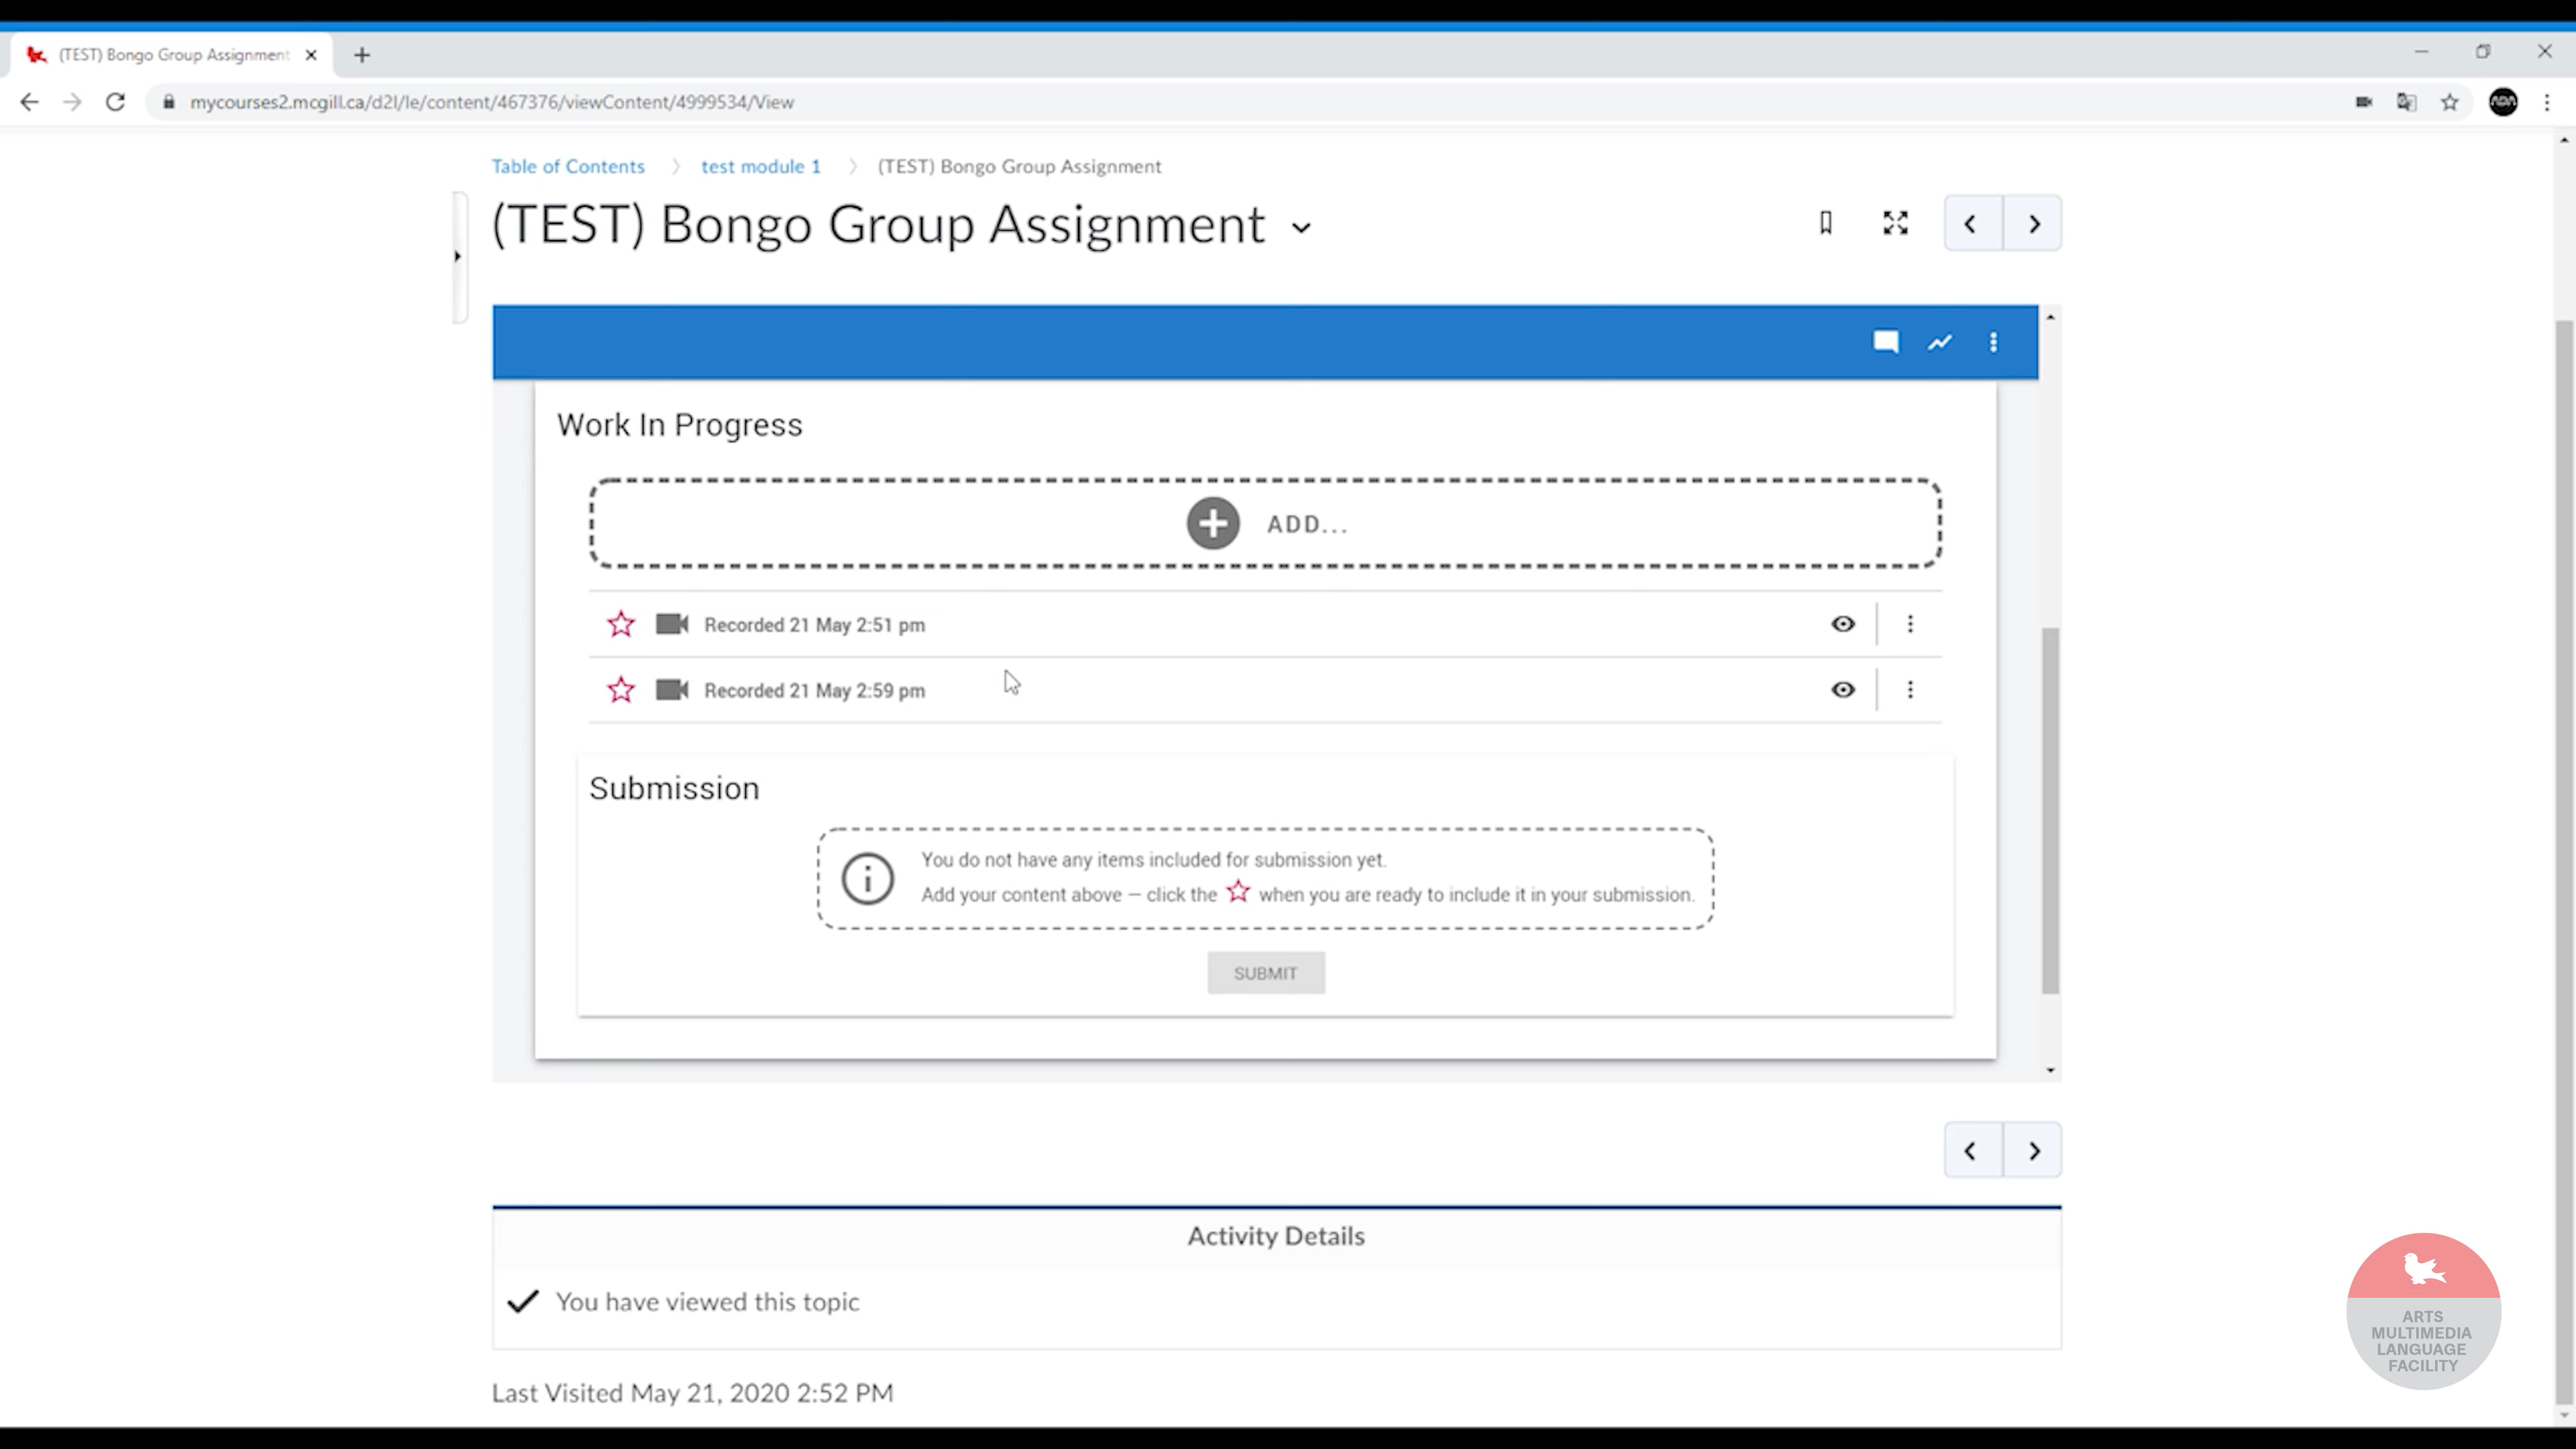 (TEST) Bongo Group Assignment
mycourses2.mcgill.ca/d2l/le/content/467376/viewContent/4999534/View
Table of Contents
test module 1
(TEST) Bongo Group Assignment
(TEST) Bongo Group Assignment
Work In Progress
ADD...
Recorded 21 May 2:51 pm
Recorded 21 May 2:59 pm
Submission
You do not have any items included for submission yet.
Add your content above – click the ☆ when you are ready to include it in your submission.
SUBMIT
Activity Details
You have viewed this topic
Last Visited May 21, 2020 2:52 PM
ARTS
MULTIMEDIA
LANGUAGE
FACILITY